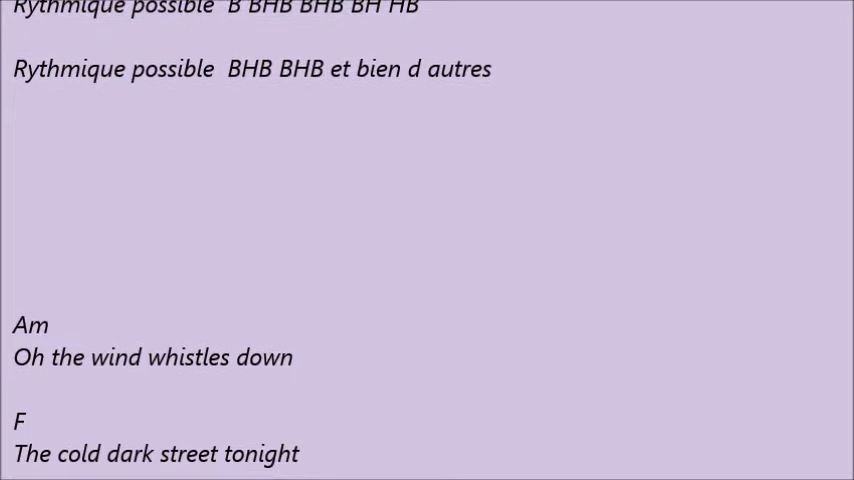 Rythmique possible  B BHB BHB BH HB
Rythmique possible  BHB BHB et bien d autres
Am
Oh the wind whistles down
F
The cold dark street tonight